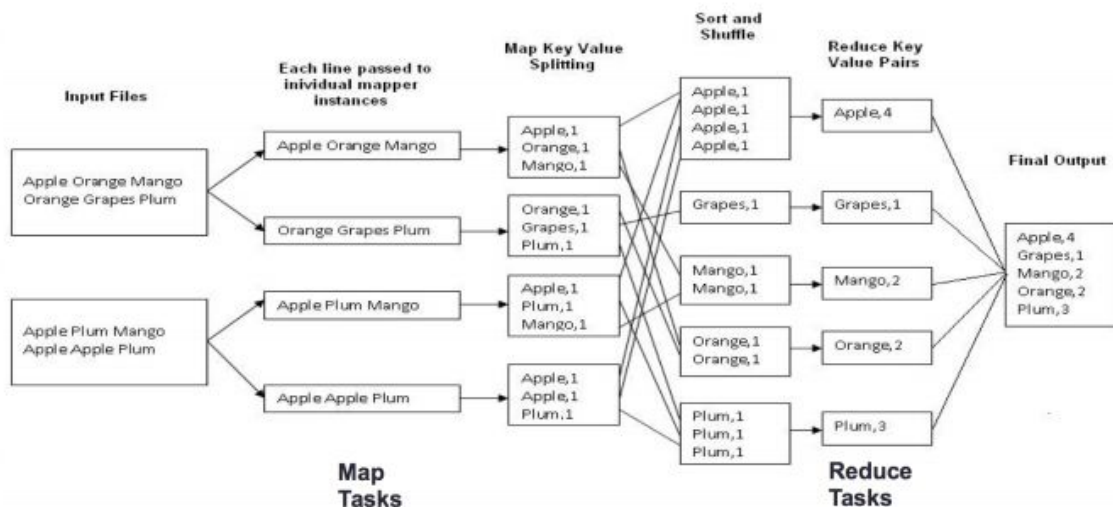 Input Files
Each line passed to
inividual mapper
instances
Map Key Value
Splitting
Sort and
Shuffle
Reduce Key
Value Pairs
Final Output
Apple Orange Mango
Orange Grapes Plum
Apple Plum Mango
Apple Apple Plum
Apple Orange Mango
Orange Grapes Plum
Apple Plum Mango
Apple Apple Plum
Apple,1
Orange,1
Mango,1
Orange,1
Grapes,1
Plum,1
Apple,1
Plum,1
Mango,1
Apple,1
Apple,1
Plum,1
Apple,1
Apple,1
Apple,1
Apple,1
Grapes,1
Mango,1
Mango,1
Orange,1
Orange,1
Plum,1
Plum,1
Plum,1
Apple,4
Grapes,1
Mango,2
Orange,2
Plum,3
Apple,4
Grapes,1
Mango,2
Orange,2
Plum,3
Map
Tasks
Reduce
Tasks